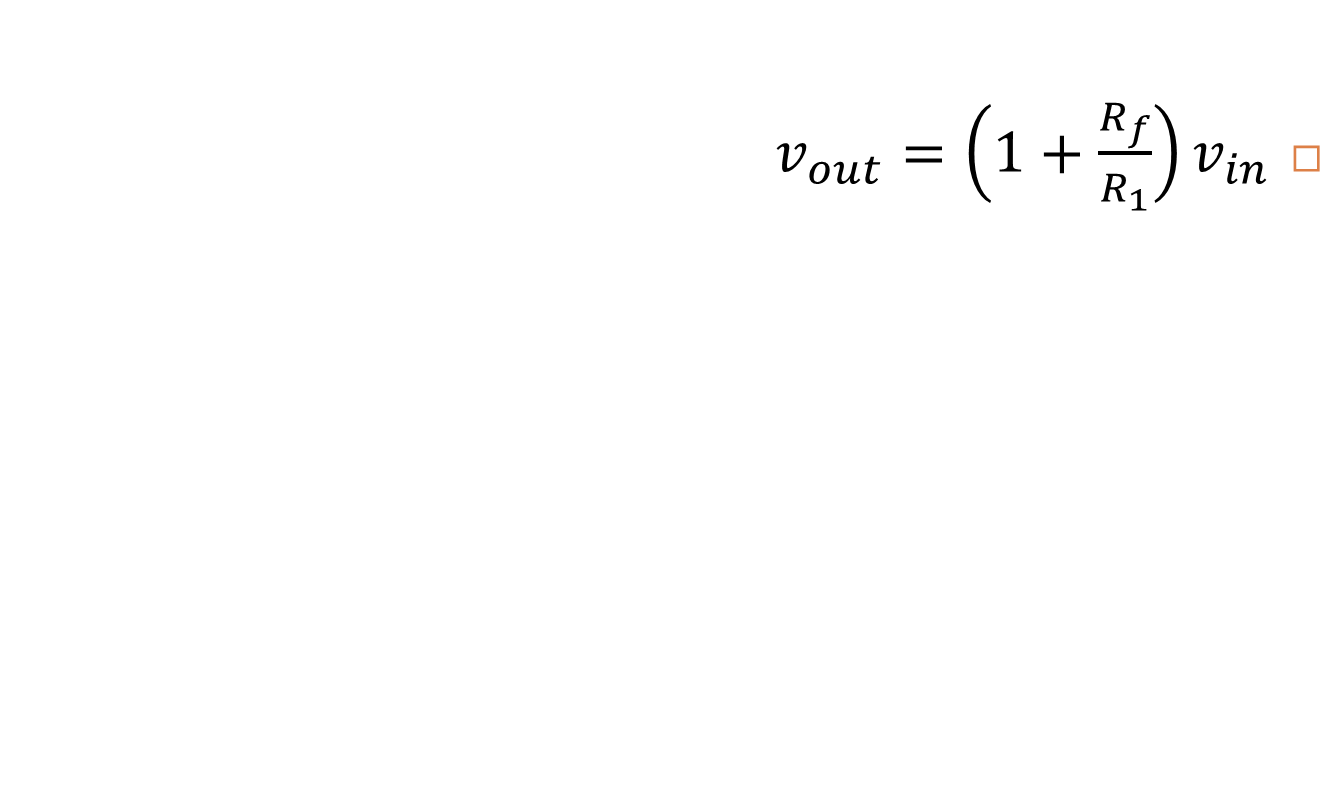 □ v_out = (1 + R_f/R_1) v_in